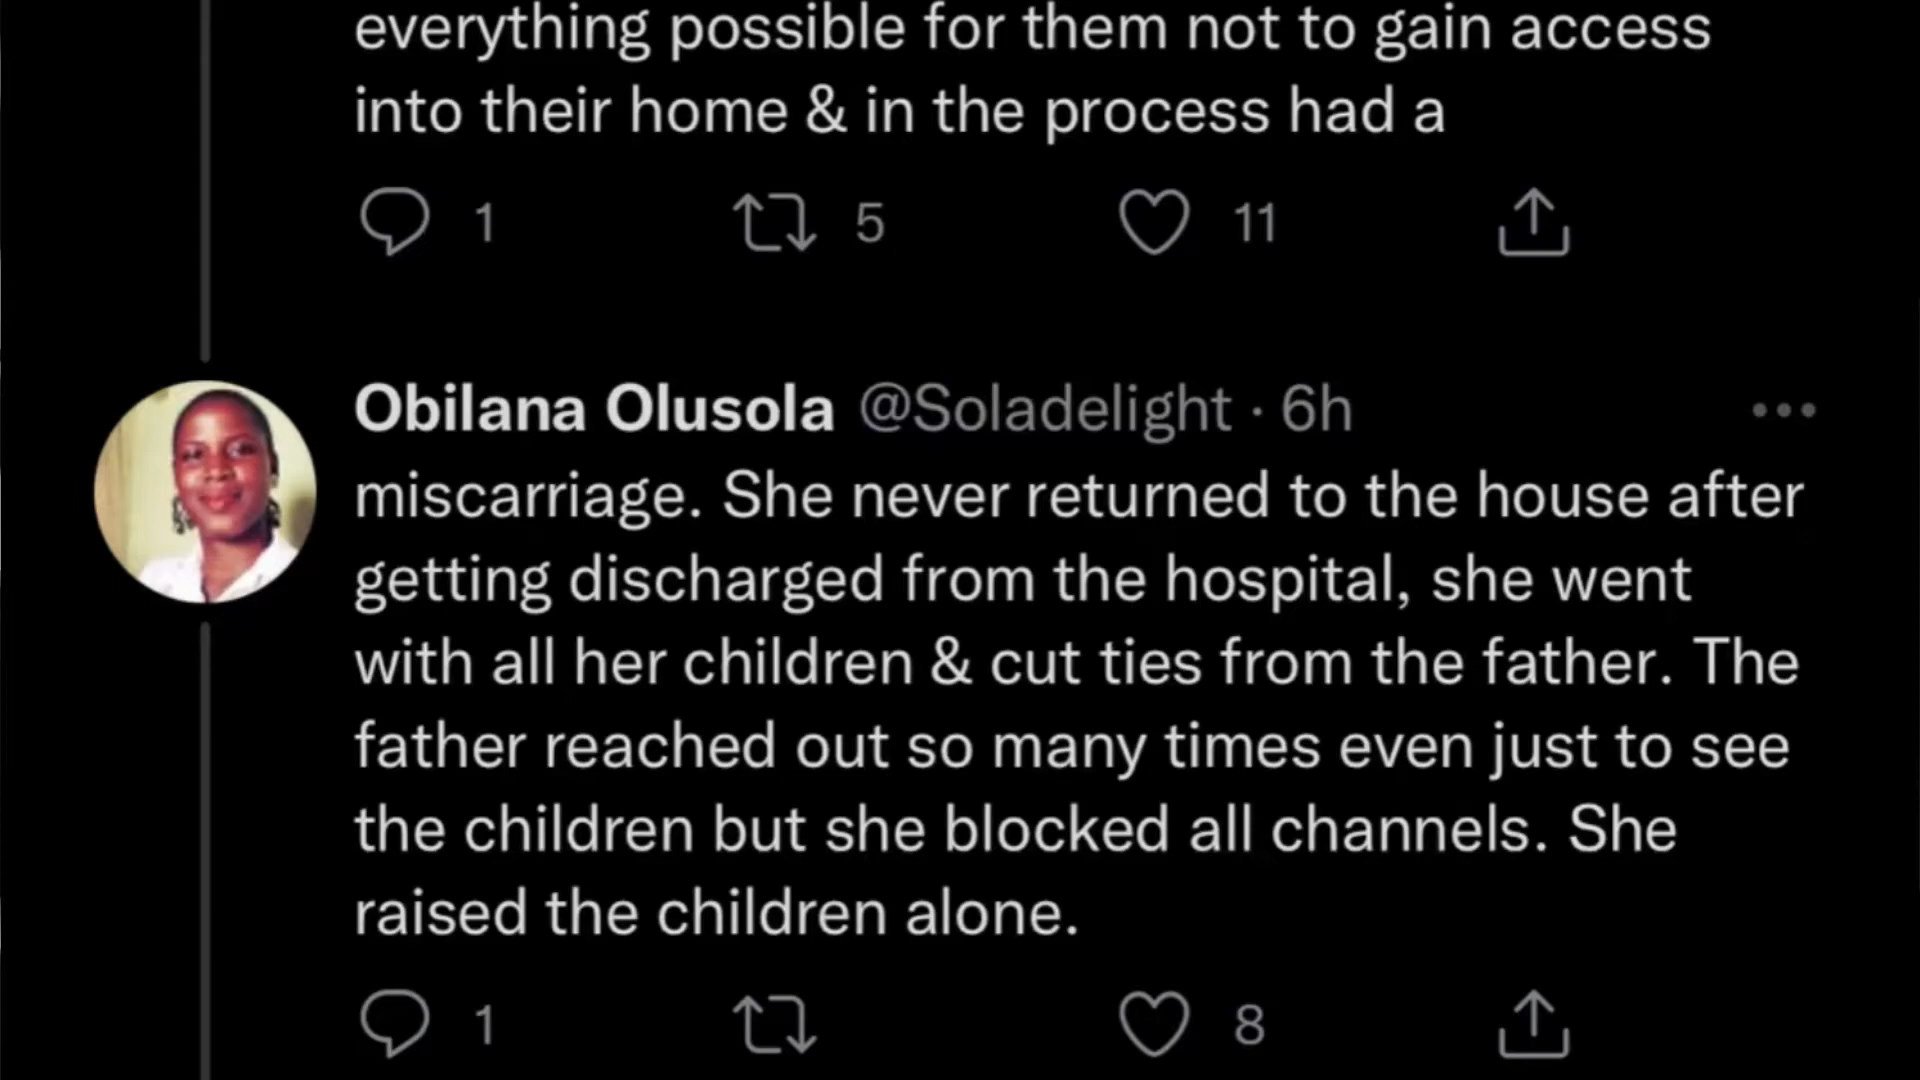 everything possible for them not to gain access
into their home & in the process had a
1 5 11
Obilana Olusola @Soladelight · 6h
miscarriage. She never returned to the house after
getting discharged from the hospital, she went
with all her children & cut ties from the father. The
father reached out so many times even just to see
the children but she blocked all channels. She
raised the children alone.
1 8